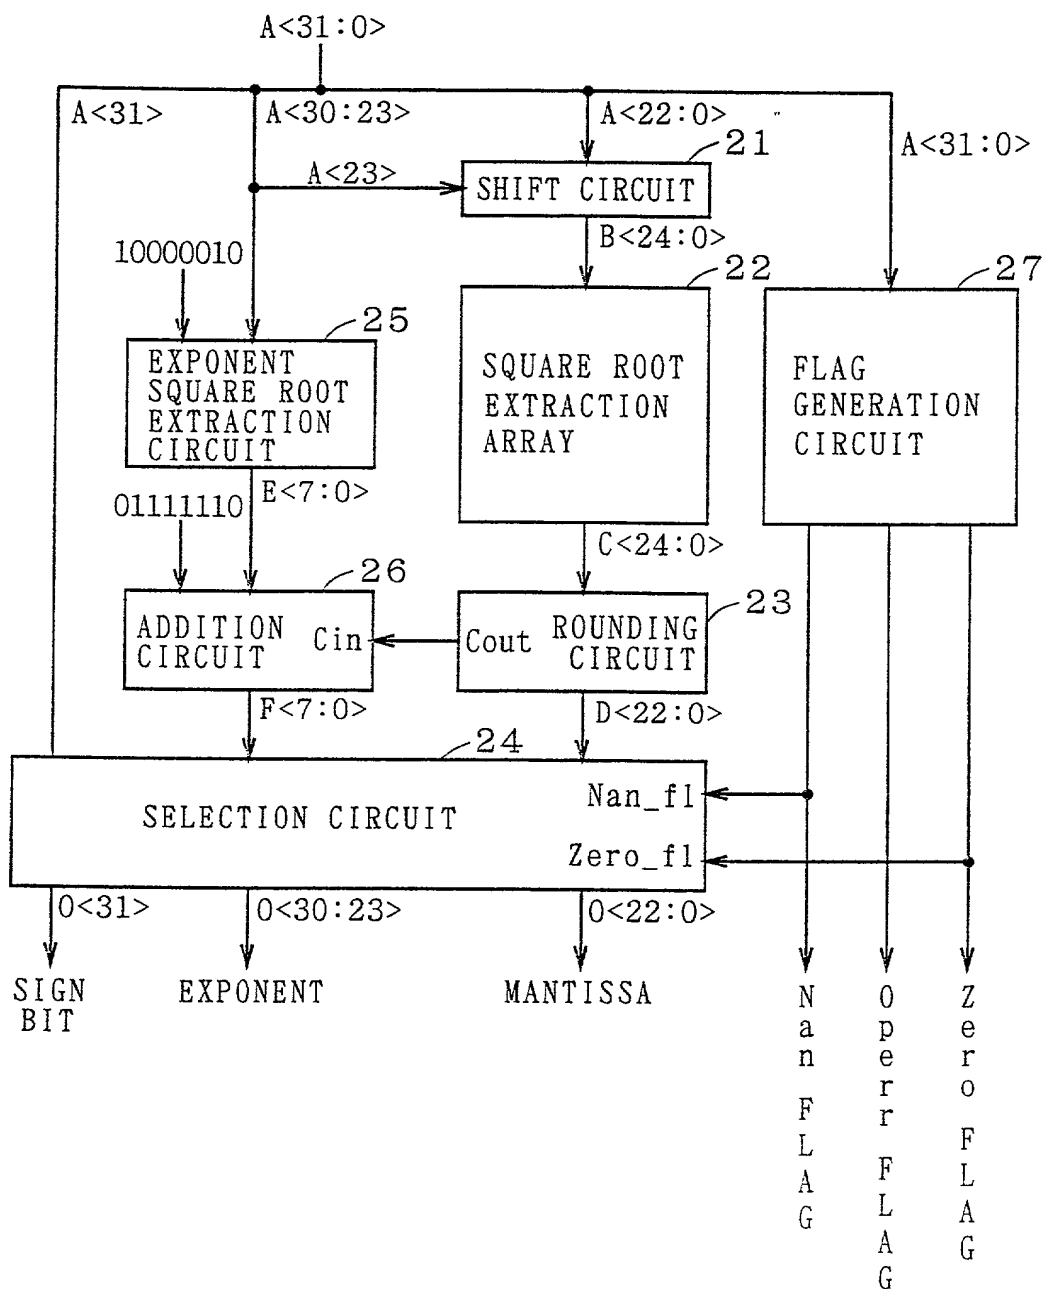 A<31:0>
A<31>
A<30:23>
A<22:0>
A<31:0>
21
A<23>
SHIFT CIRCUIT
B<24:0>
10000010
22
27
25
EXPONENT
SQUARE ROOT
EXTRACTION
CIRCUIT
SQUARE ROOT
EXTRACTION
ARRAY
FLAG
GENERATION
CIRCUIT
E<7:0>
01111110
C<24:0>
26
23
ADDITION
CIRCUIT
Cin
Cout
ROUNDING
CIRCUIT
F<7:0>
D<22:0>
24
SELECTION CIRCUIT
Nan_fl
Zero_fl
O<31>
O<30:23>
O<22:0>
SIGN
BIT
EXPONENT
MANTISSA
Nan FLAG
Operr FLAG
Zero FLAG